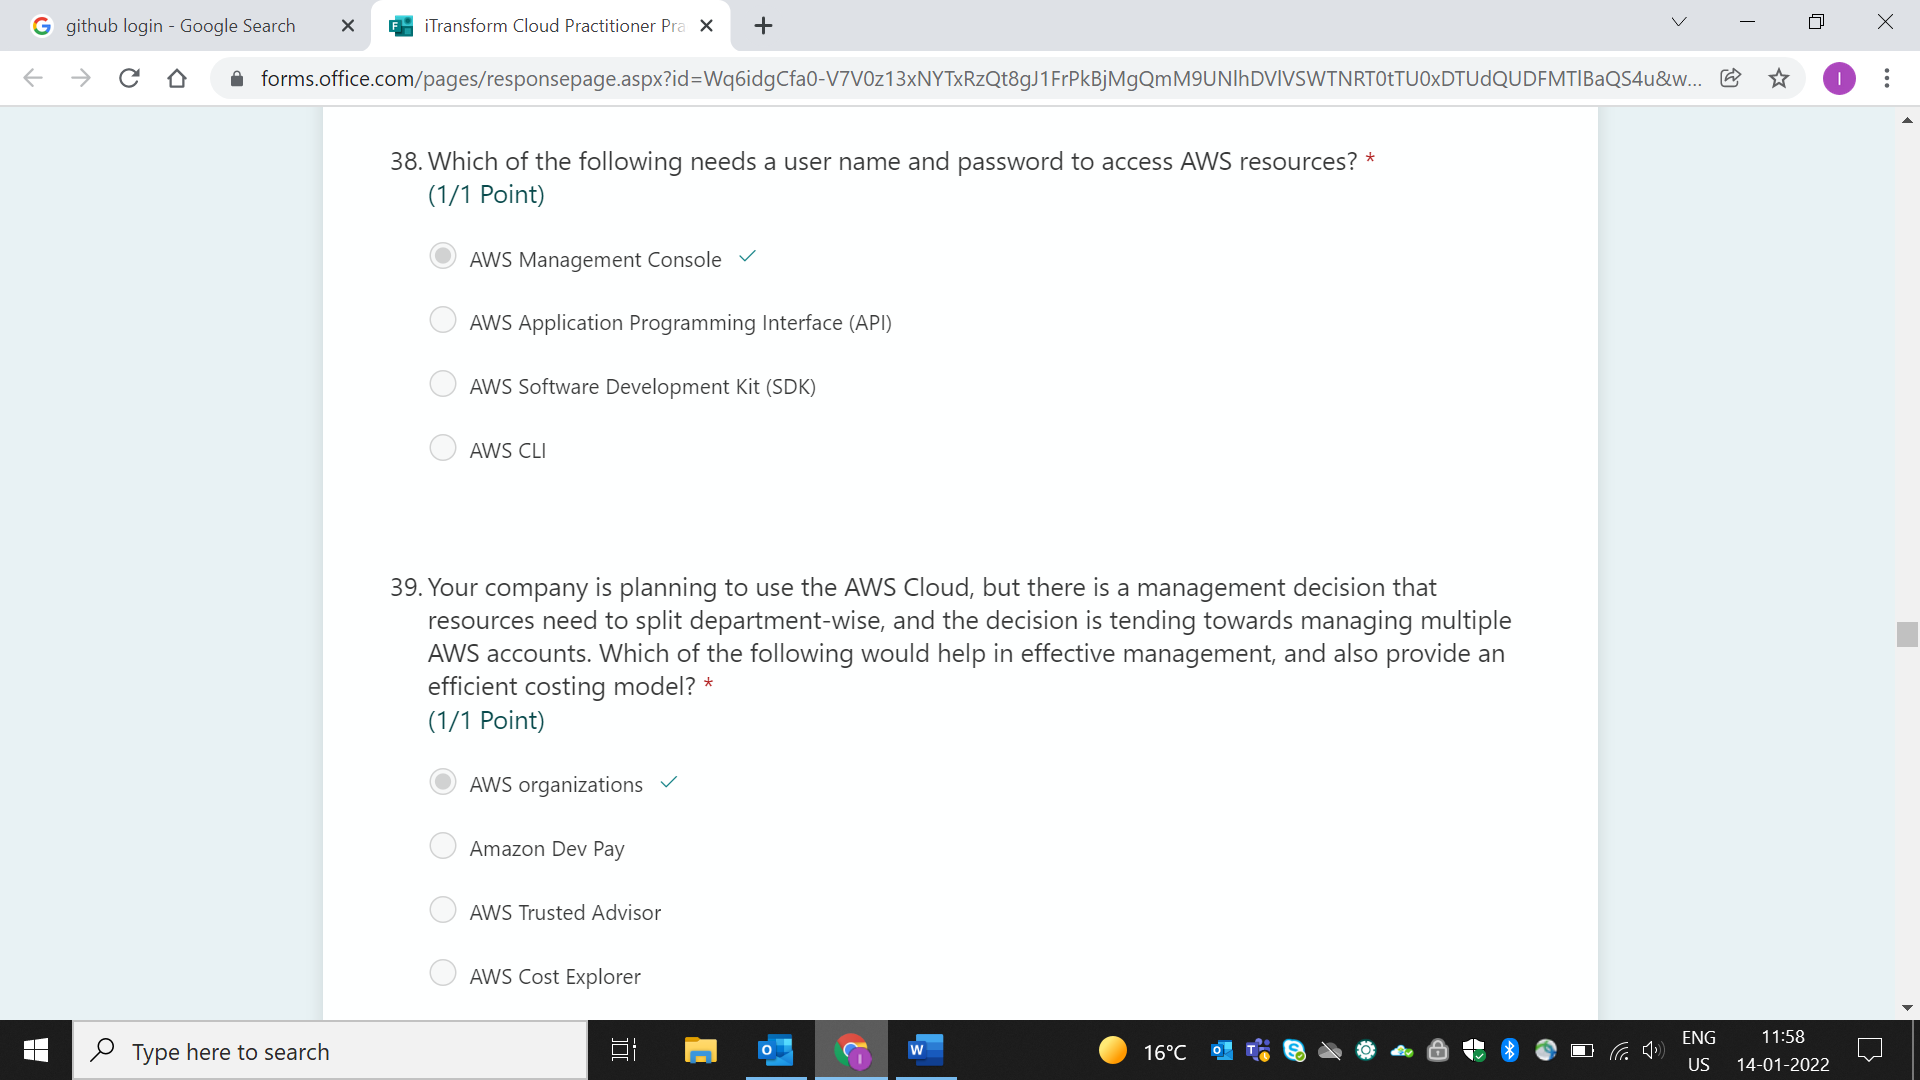 github login - Google Search
iTransform Cloud Practitioner Pra
forms.office.com/pages/responsepage.aspx?id=Wq6idgCfa0-V7V0z13xNYTxRzQt8gJ1FrPkBjMgQmM9UNlhDVlVSWTNRT0tTU0xDTUdQUDFMTlBaQS4u&w...
I
38. Which of the following needs a user name and password to access AWS resources? *
(1/1 Point)
AWS Management Console
AWS Application Programming Interface (API)
AWS Software Development Kit (SDK)
AWS CLI
39. Your company is planning to use the AWS Cloud, but there is a management decision that
resources need to split department-wise, and the decision is tending towards managing multiple
AWS accounts. Which of the following would help in effective management, and also provide an
efficient costing model? *
(1/1 Point)
AWS organizations
Amazon Dev Pay
AWS Trusted Advisor
AWS Cost Explorer
Type here to search
16°C
ENG
US
11:58
14-01-2022